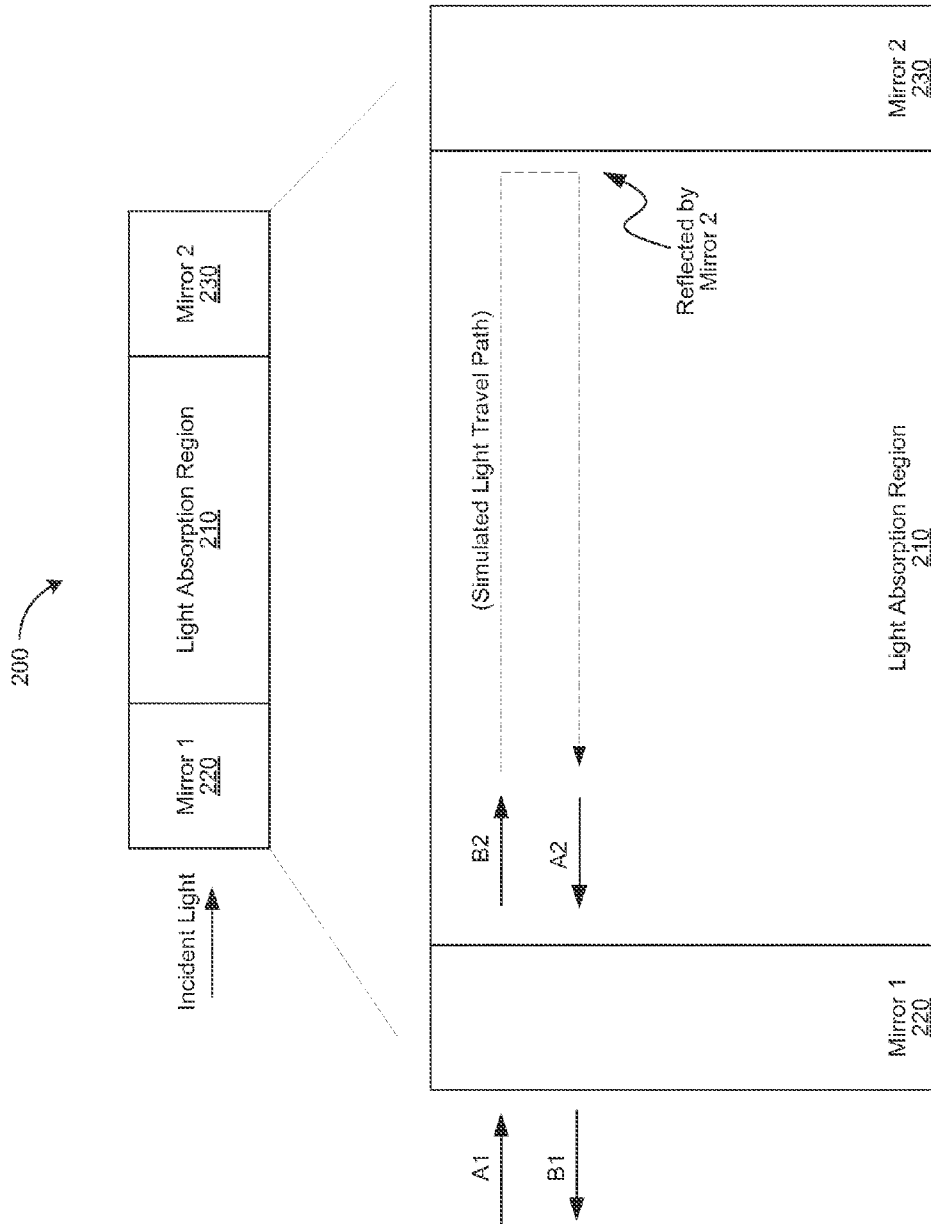 200
Incident Light
Mirror 1
220
Light Absorption Region
210
Mirror 2
230
A1
B1
B2
A2
(Simulated Light Travel Path)
Reflected by
Mirror 2
Mirror 1
220
Light Absorption Region
210
Mirror 2
230